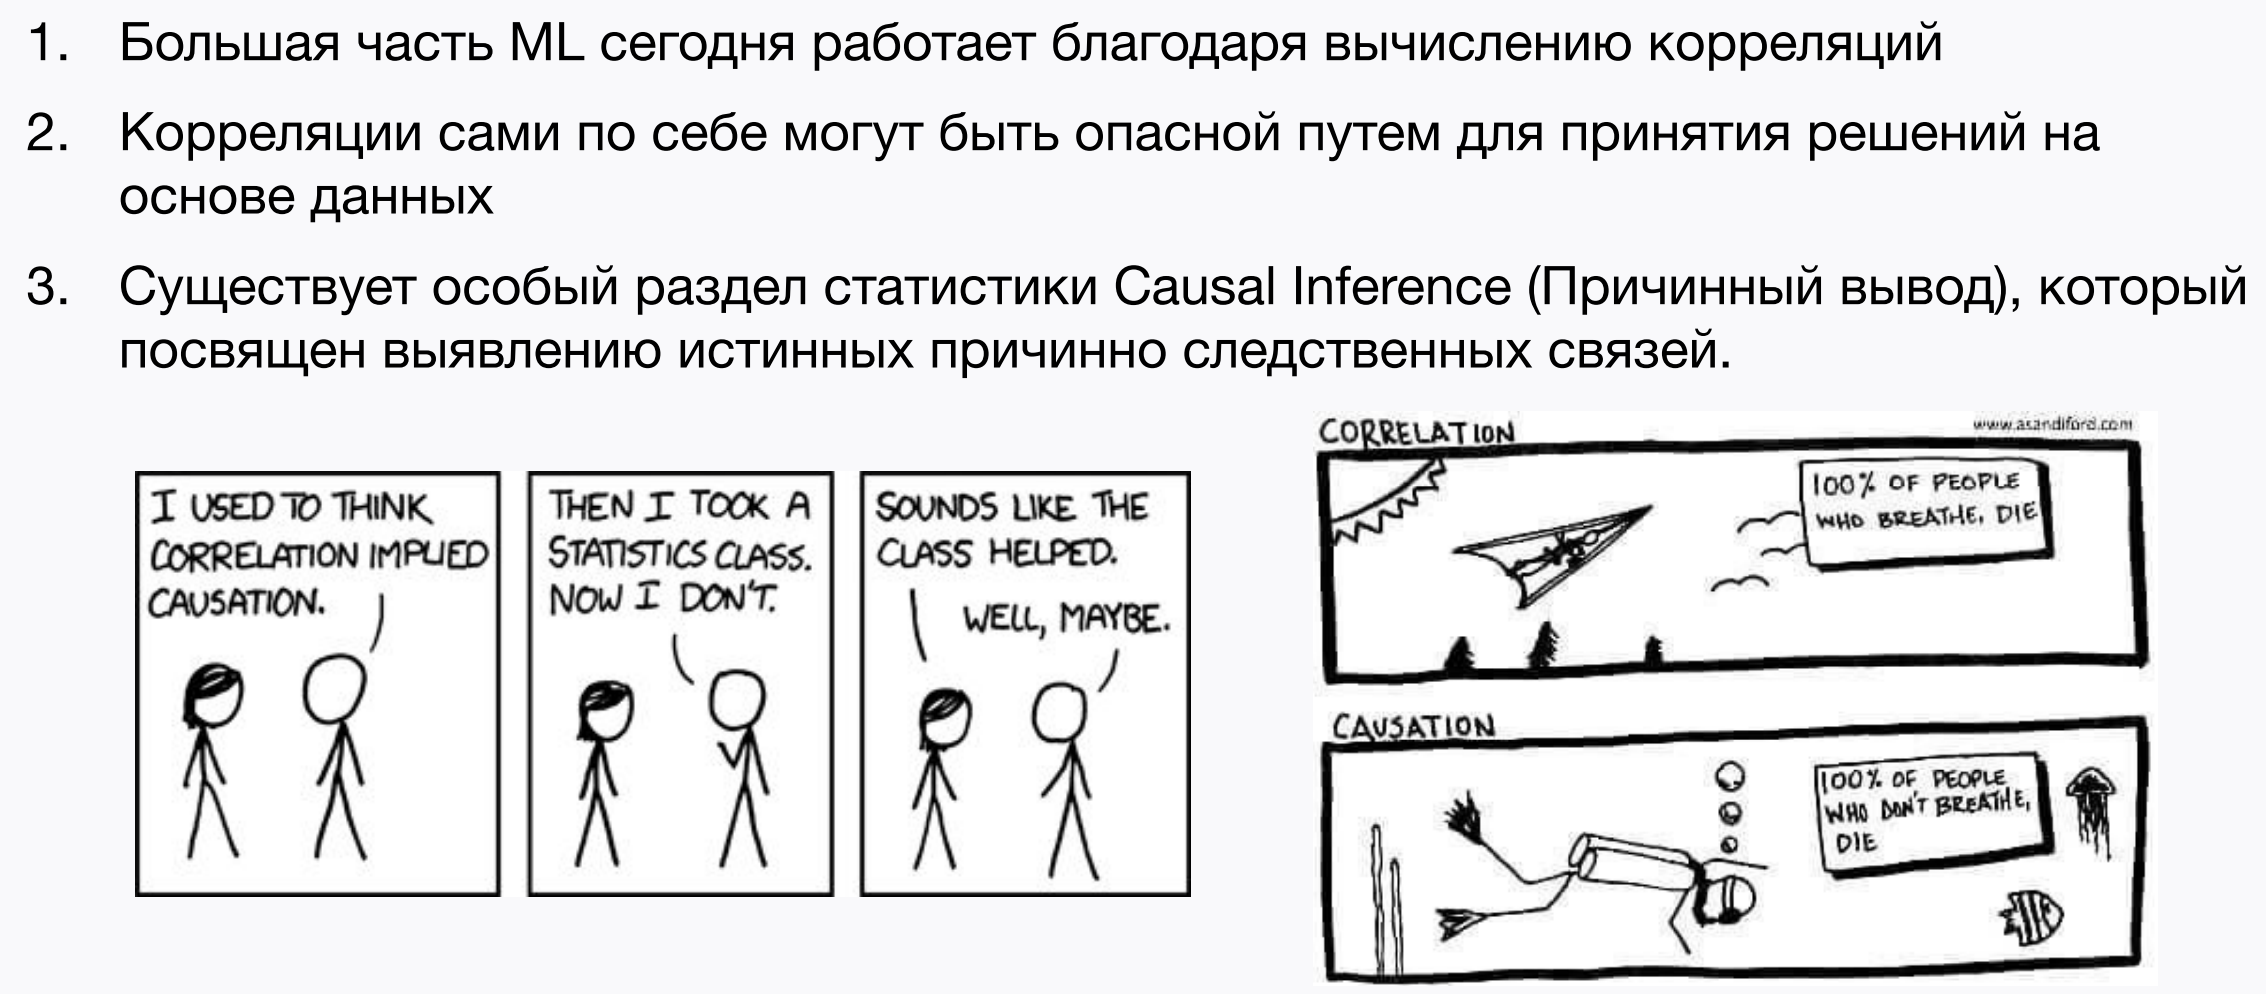 1. Большая часть ML сегодня работает благодаря вычислению корреляций
2. Корреляции сами по себе могут быть опасной путем для принятия решений на
основе данных
3. Существует особый раздел статистики Causal Inference (Причинный вывод), который
посвящен выявлению истинных причинно следственных связей.
I USED TO THINK
CORRELATION IMPLIED
CAUSATION.
THEN I TOOK A
STATISTICS CLASS.
NOW I DON'T.
SOUNDS LIKE THE
CLASS HELPED.
WELL, MAYBE.
CORRELATION
www.asandiford.com
100% OF PEOPLE
WHO BREATHE, DIE
CAUSATION
100% OF PEOPLE
WHO DON'T BREATHE,
DIE